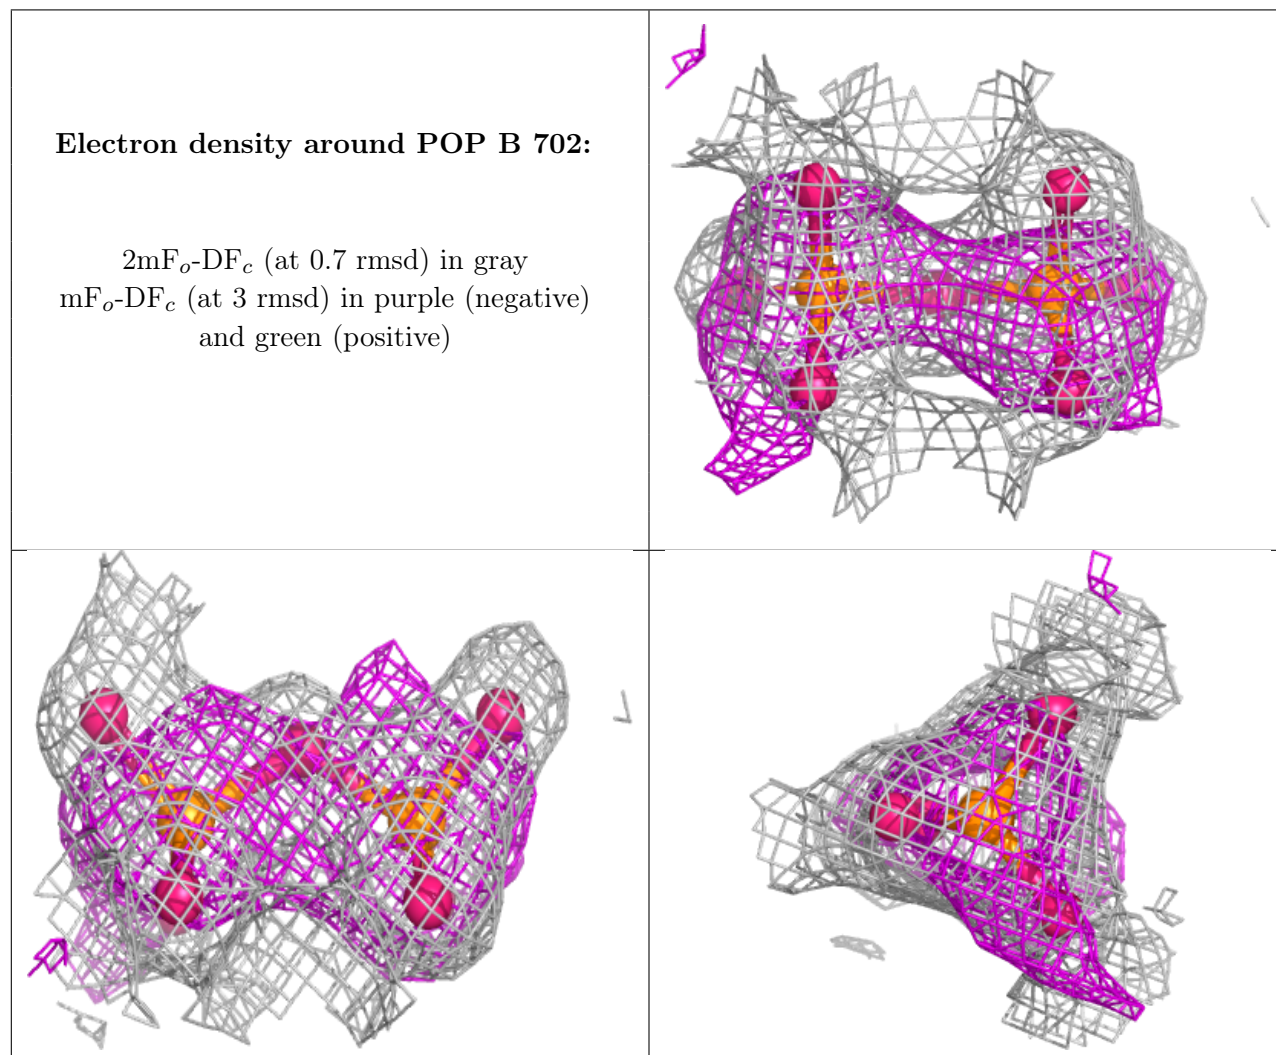 Electron density around POP B 702:
2mFo-DFc (at 0.7 rmsd) in gray
mFo-DFc (at 3 rmsd) in purple (negative)
and green (positive)